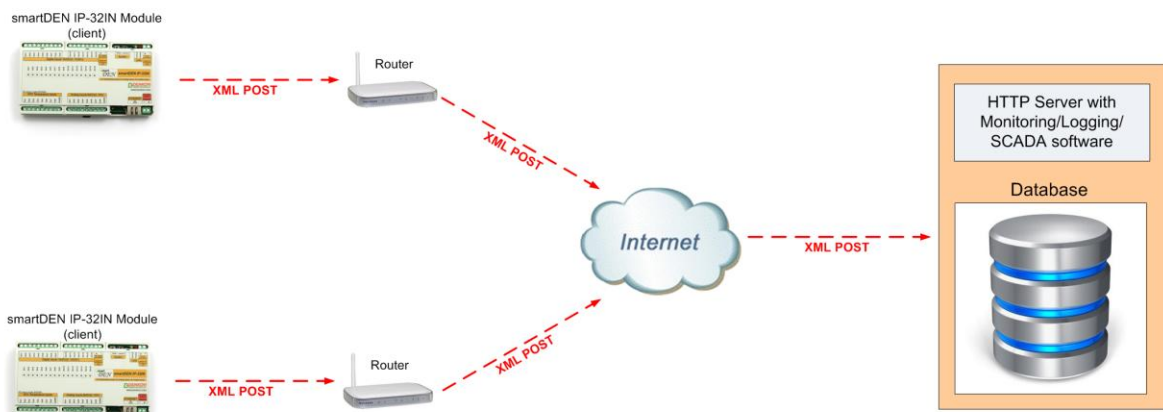 smartDEN IP-32IN Module
(client)
Router
XML POST
XML POST
HTTP Server with
Monitoring/Logging/
SCADA software
Database
Internet
XML POST
smartDEN IP-32IN Module
(client)
Router
XML POST
XML POST